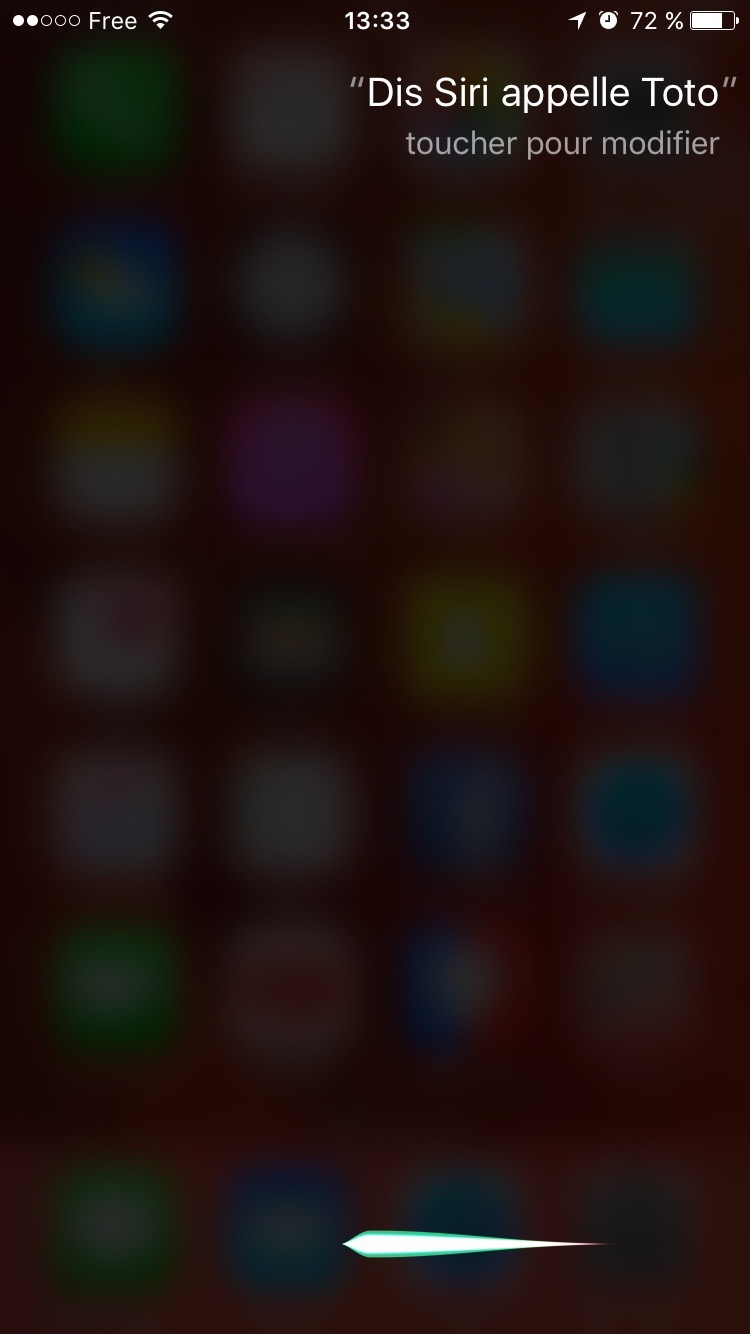 Free 13:33 72 %
"Dis Siri appelle Toto"
toucher pour modifier